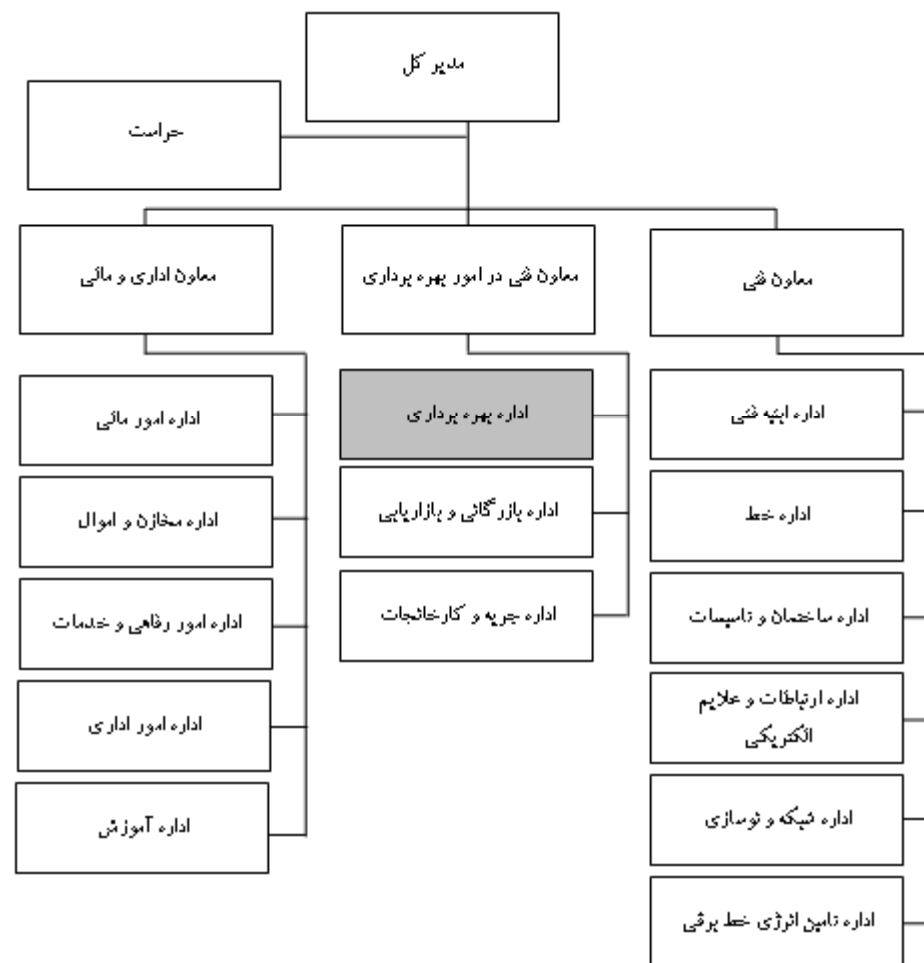 مدیر کل
حراست
معاون فنی
معاون فنی در امور بهره برداری
معاون اداری و مالی
اداره ابنیه فنی
اداره خط
اداره ساختمان و تاسیسات
اداره ارتباطات و علایم
الکتریکی
اداره شبکه و نوسازی
اداره تامین انرژی خط برقی
اداره بهره برداری
اداره بازرگانی و بازاریابی
اداره جریه و کارخانجات
اداره امور مالی
اداره مخازن و اموال
اداره امور رفاهی و خدمات
اداره امور اداری
اداره آموزش